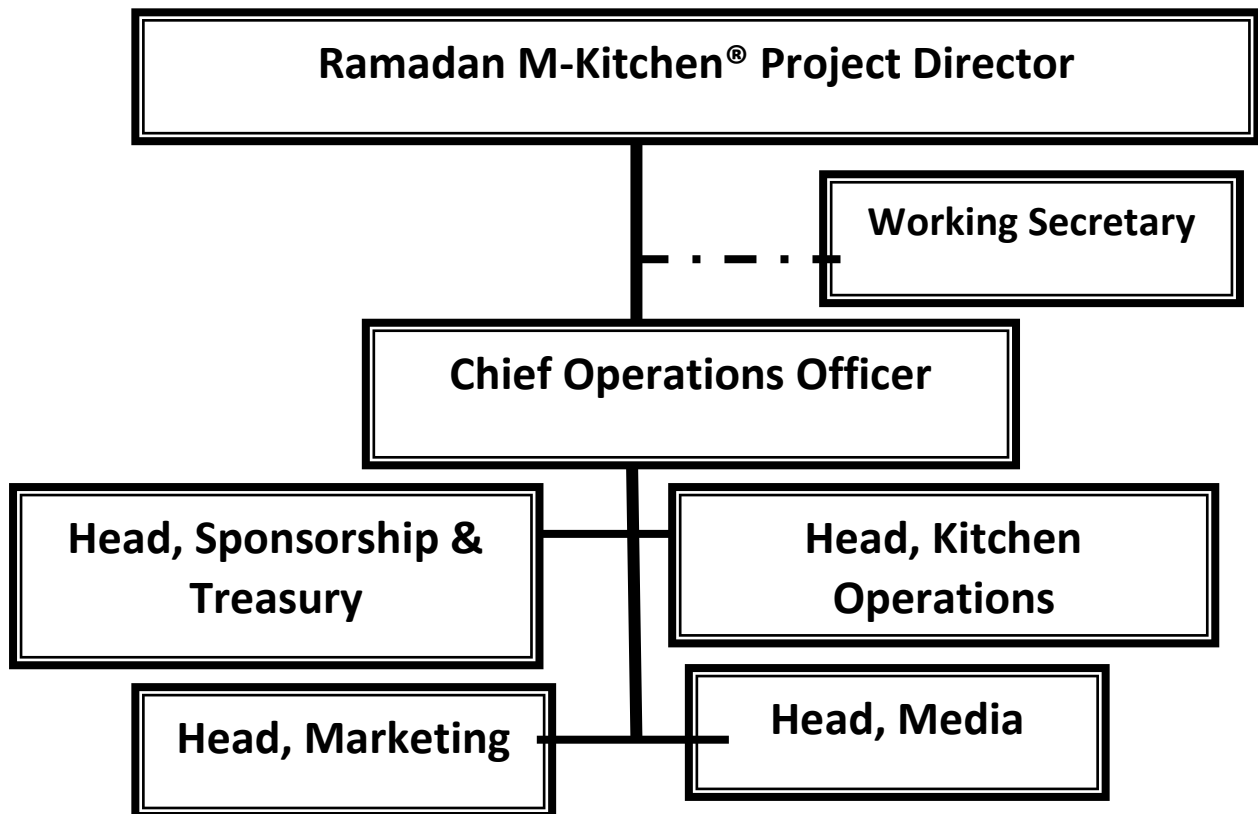 Ramadan M-Kitchen® Project Director
Working Secretary
Chief Operations Officer
Head, Sponsorship &
Treasury
Head, Kitchen
Operations
Head, Marketing
Head, Media